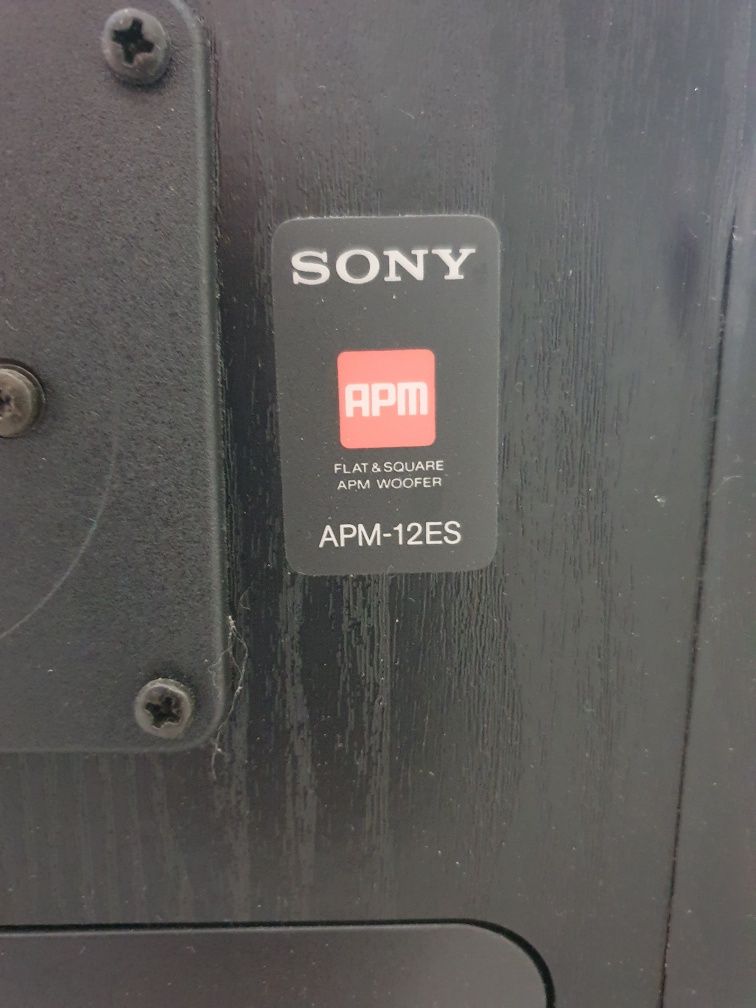 SONY
APM
FLAT & SQUARE
APM WOOFER
APM-12ES